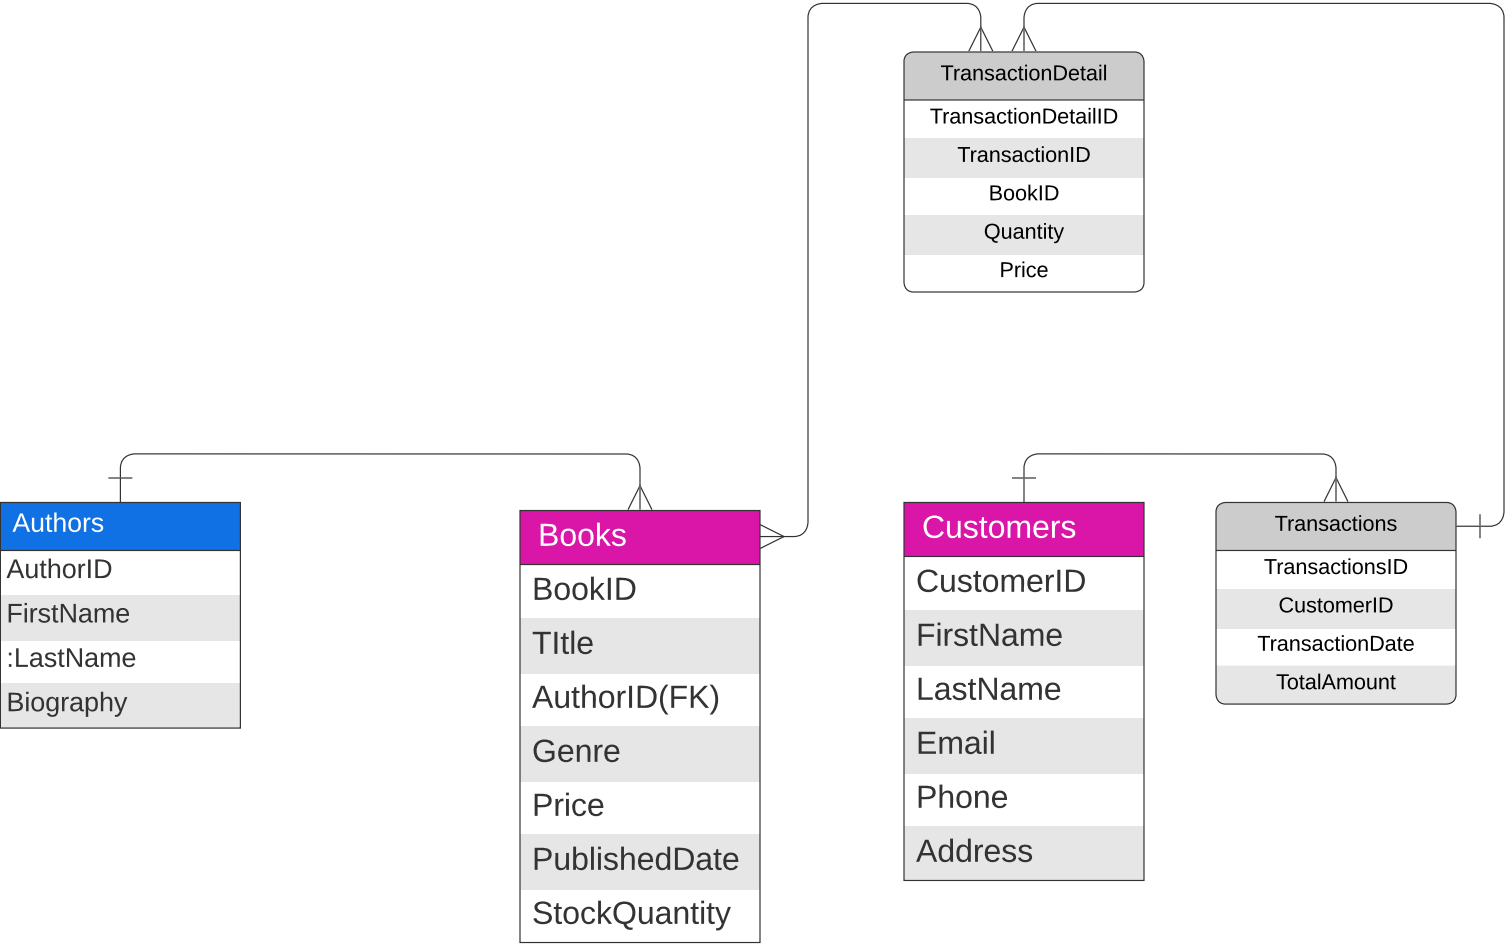 TransactionDetail
TransactionDetailID
TransactionID
BookID
Quantity
Price
Authors
AuthorID
FirstName
:LastName
Biography
Books
BookID
TItle
AuthorID(FK)
Genre
Price
PublishedDate
StockQuantity
Customers
CustomerID
FirstName
LastName
Email
Phone
Address
Transactions
TransactionsID
CustomerID
TransactionDate
TotalAmount